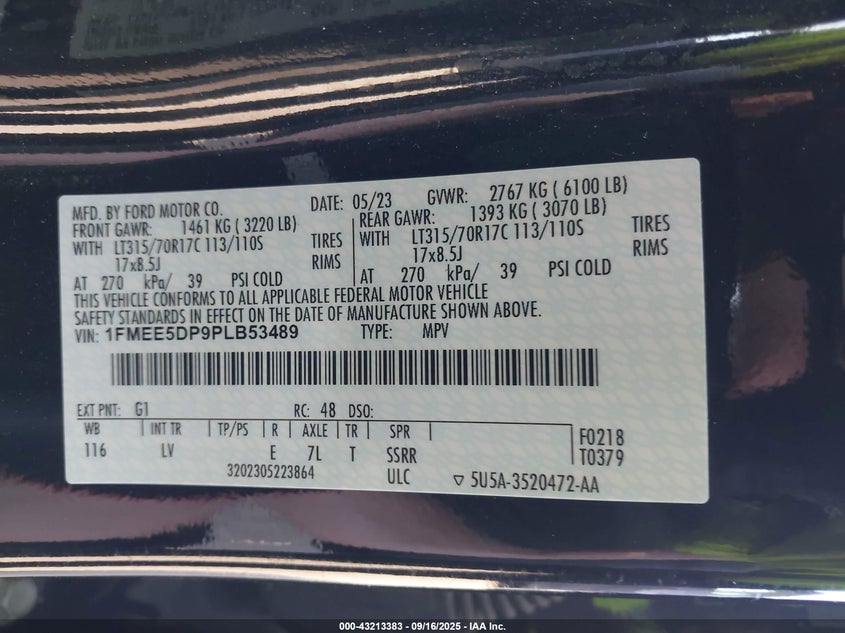 MFD. BY FORD MOTOR CO. DATE: 05/23 GVWR: 2767 KG ( 6100 LB)
FRONT GAWR: 1461 KG ( 3220 LB) REAR GAWR: 1393 KG ( 3070 LB)
WITH LT315/70R17C 113/110S TIRES WITH LT315/70R17C 113/110S TIRES
17x8.5J RIMS 17x8.5J RIMS
AT 270 kPa/ 39 PSI COLD AT 270 kPa/ 39 PSI COLD
THIS VEHICLE CONFORMS TO ALL APPLICABLE FEDERAL MOTOR VEHICLE
SAFETY STANDARDS IN EFFECT ON THE DATE OF MANUFACTURE SHOWN ABOVE.
VIN: 1FMEE5DP9PLB53489 TYPE: MPV
EXT PNT: G1 RC: 48 DSO:
WB INT TR TP/PS R AXLE TR SPR F0218
116 LV E 7L T SSRR T0379
3202305223864 ULC ▽ 5U5A-3520472-AA
000-43213383 - 09/16/2025 - IAA Inc.